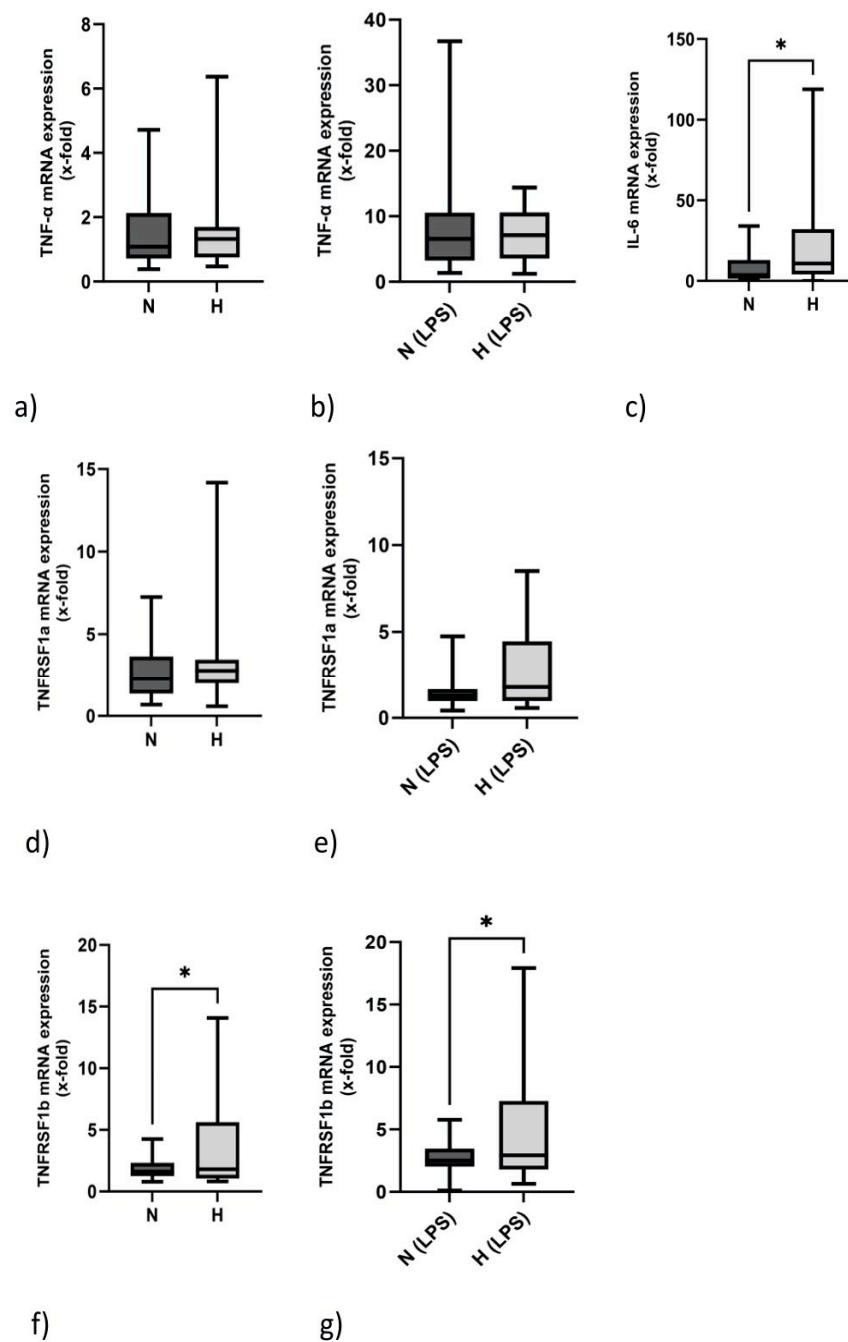 TNF-α mRNA expression
(x-fold)
8
6
4
2
0
N
H
a)
TNF-α mRNA expression
(x-fold)
40
30
20
10
0
N (LPS)
H (LPS)
b)
IL-6 mRNA expression
(x-fold)
150
100
50
0
*
N
H
c)
TNFRSF1a mRNA expression
(x-fold)
15
10
5
0
N
H
d)
TNFRSF1a mRNA expression
(x-fold)
15
10
5
0
N (LPS)
H (LPS)
e)
TNFRSF1b mRNA expression
(x-fold)
20
15
10
5
0
*
N
H
f)
TNFRSF1b mRNA expression
(x-fold)
20
15
10
5
0
*
N (LPS)
H (LPS)
g)